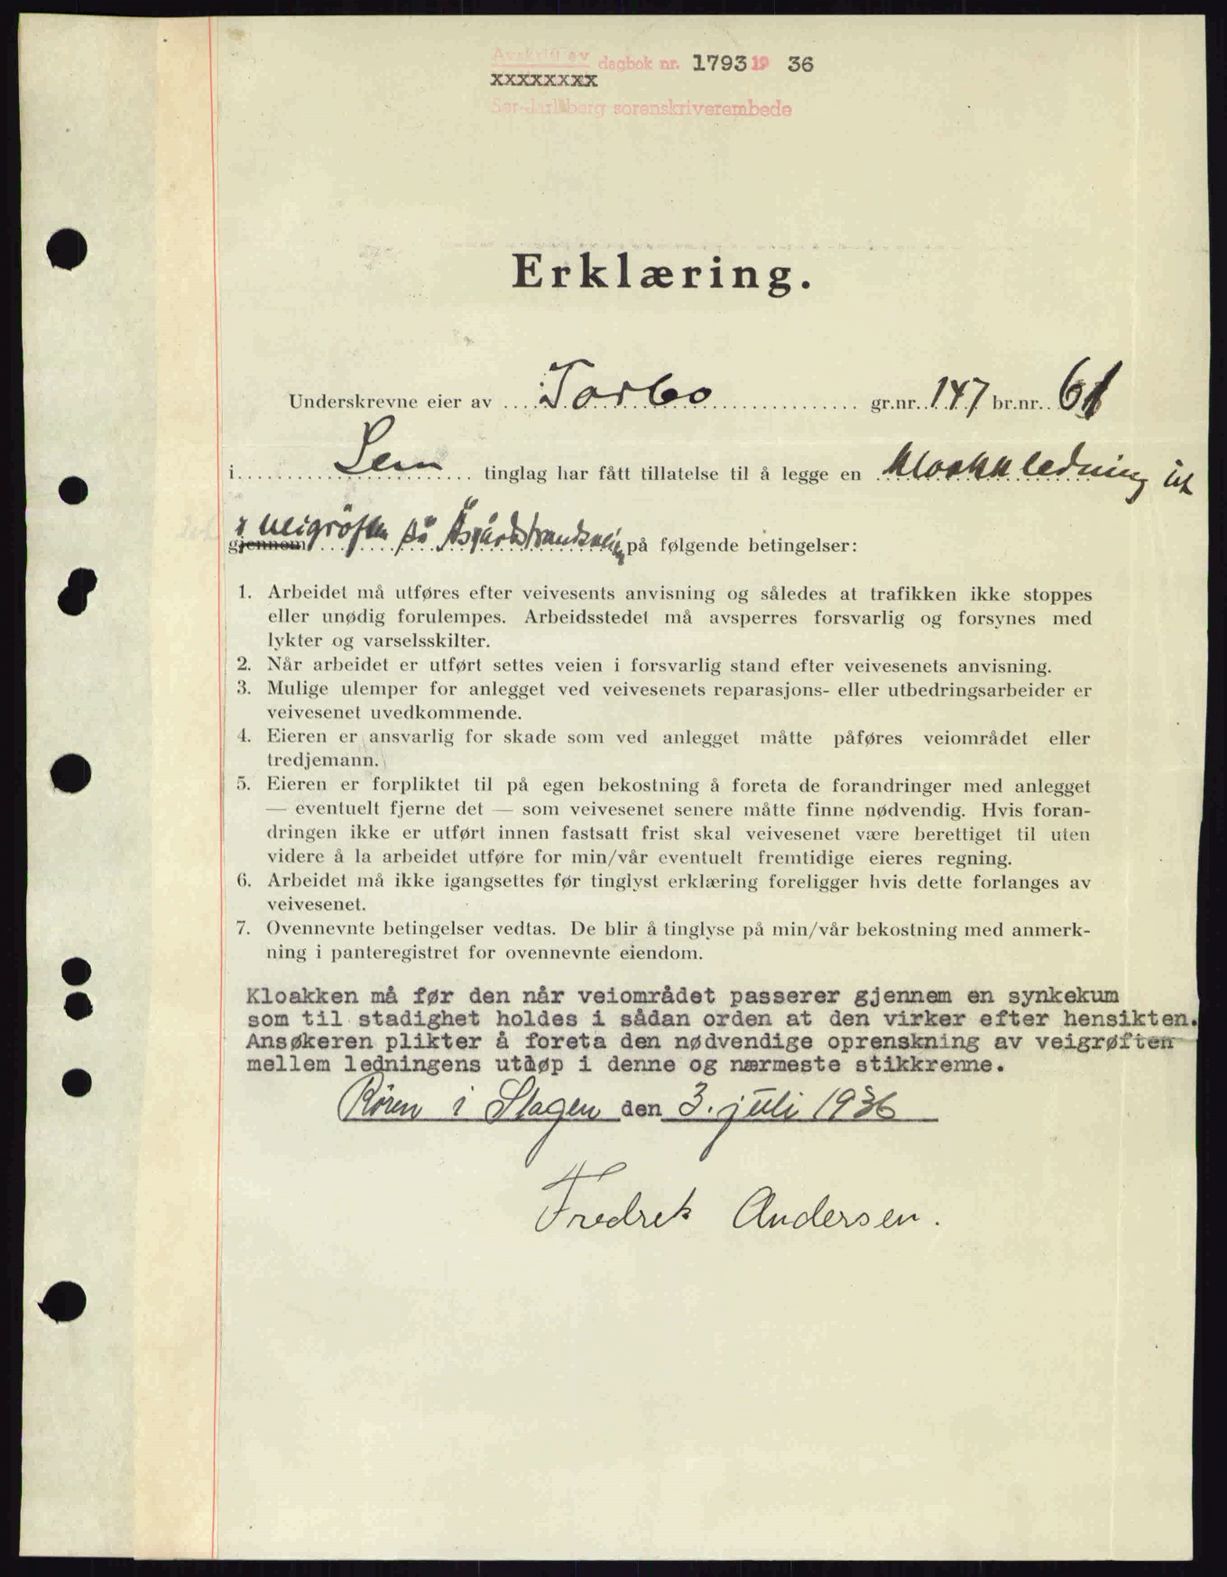 Avskrift av dagbok nr. 1793 19 36
xxxxxxxx
Sør-Jarlsberg sorenskriverembede
Erklæring.
Underskrevne eier av Torbo gr.nr. 147 br.nr. 61
i Sem tinglag har fått tillatelse til å legge en kloakkledning ut
i veigrøften på Åsgårdstrandsveien på følgende betingelser:
gjennem
1. Arbeidet må utføres efter veivesents anvisning og således at trafikken ikke stoppes
eller unødig forulempes. Arbeidsstedet må avsperres forsvarlig og forsynes med
lykter og varselsskilter.
2. Når arbeidet er utført settes veien i forsvarlig stand efter veivesenets anvisning.
3. Mulige ulemper for anlegget ved veivesenets reparasjons- eller utbedringsarbeider er
veivesenet uvedkommende.
4. Eieren er ansvarlig for skade som ved anlegget måtte påføres veiområdet eller
tredjemann.
5. Eieren er forpliktet til på egen bekostning å foreta de forandringer med anlegget
— eventuelt fjerne det — som veivesenet senere måtte finne nødvendig. Hvis foran-
dringen ikke er utført innen fastsatt frist skal veivesenet være berettiget til uten
videre å la arbeidet utføre for min/vår eventuelt fremtidige eieres regning.
6. Arbeidet må ikke igangsettes før tinglyst erklæring foreligger hvis dette forlanges av
veivesenet.
7. Ovennevnte betingelser vedtas. De blir å tinglyse på min/vår bekostning med anmerk-
ning i panteregistret for ovennevnte eiendom.
Kloakken må før den når veiområdet passerer gjennem en synkekum
som til stadighet holdes i sådan orden at den virker efter hensikten.
Ansøkeren plikter å foreta den nødvendige oprenskning av veigrøften
mellem ledningens utløp i denne og nærmeste stikkrenne.
Røren i Slagen den 3. juli 1936
Fredrek Andersen.